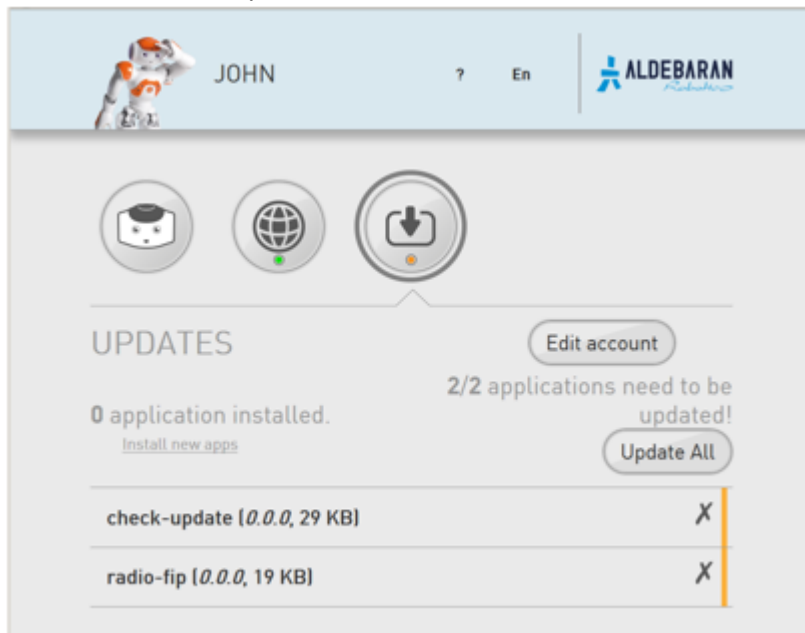 JOHN ? En ALDEBARAN
Robotics
UPDATES Edit account
2/2 applications need to be
0 application installed. updated!
Install new apps Update All
check-update (0.0.0, 29 KB) ✗
radio-fip (0.0.0, 19 KB) ✗